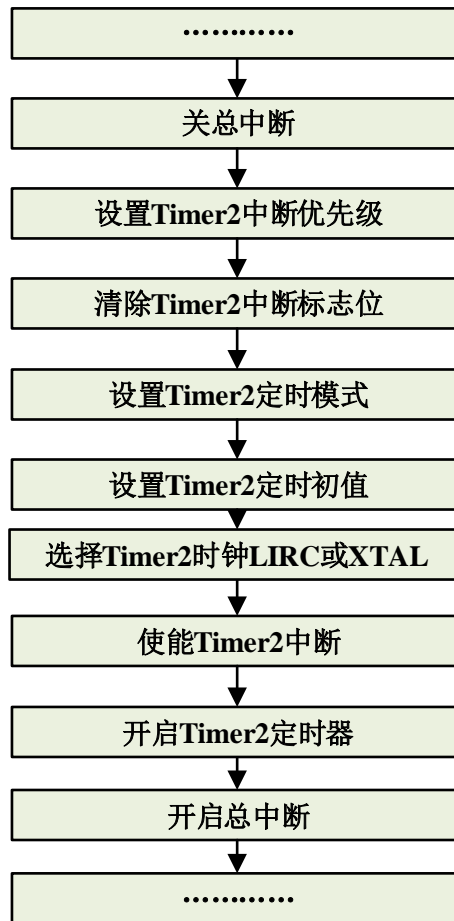 …………
关总中断
设置Timer2中断优先级
清除Timer2中断标志位
设置Timer2定时模式
设置Timer2定时初值
选择Timer2时钟LIRC或XTAL
使能Timer2中断
开启Timer2定时器
开启总中断
…………